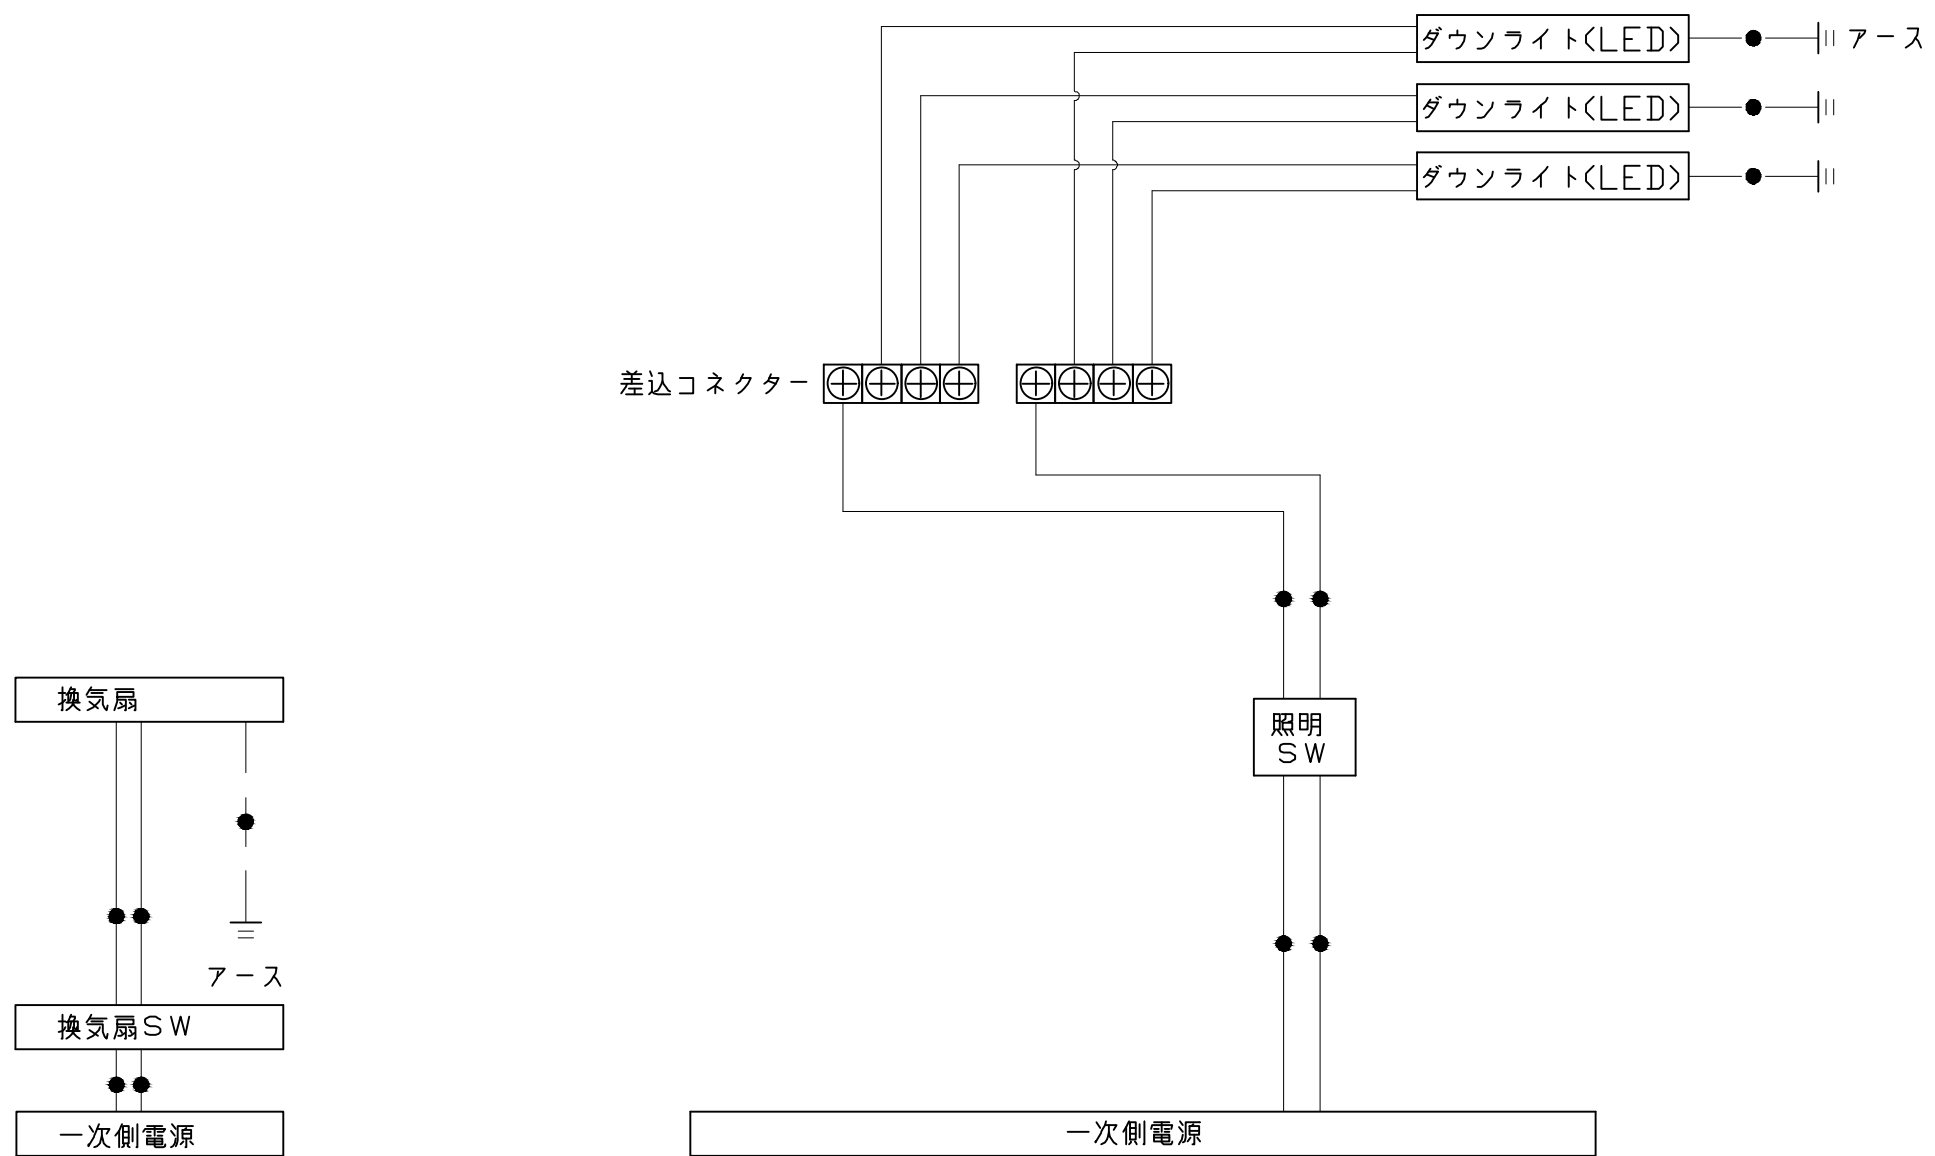 ダウンライト(LED) アース
ダウンライト(LED)
ダウンライト(LED)
差込コネクター
換気扇
照明
SW
アース
換気扇SW
一次側電源
一次側電源